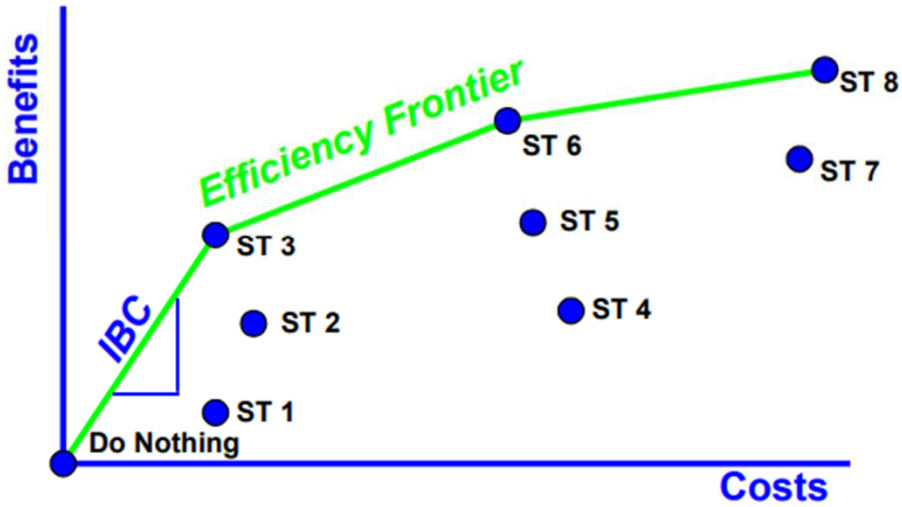 Benefits
Efficiency Frontier
ST 8
ST 6
ST 7
ST 5
ST 3
IBC
ST 2
ST 4
ST 1
Do Nothing
Costs